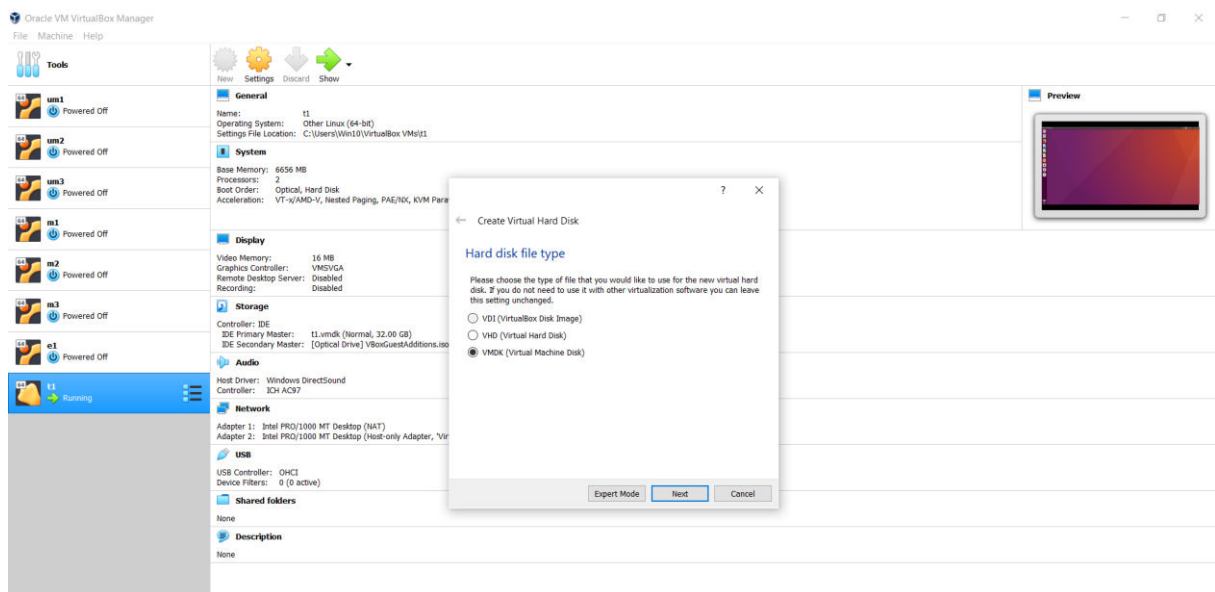 Oracle VM VirtualBox Manager
File Machine Help
Tools
New Settings Discard Show
um1
Powered Off
um2
Powered Off
um3
Powered Off
m1
Powered Off
m2
Powered Off
m3
Powered Off
e1
Powered Off
t1
Running
General
Name: t1
Operating System: Other Linux (64-bit)
Settings File Location: C:\Users\Win10\VirtualBox VMs\t1
System
Base Memory: 6656 MB
Processors: 2
Boot Order: Optical, Hard Disk
Acceleration: VT-x/AMD-V, Nested Paging, PAE/NX, KVM Para
Display
Video Memory: 16 MB
Graphics Controller: VMSVGA
Remote Desktop Server: Disabled
Recording: Disabled
Storage
Controller: IDE
IDE Primary Master: t1.vmdk (Normal, 32.00 GB)
IDE Secondary Master: [Optical Drive] VBoxGuestAdditions.iso
Audio
Host Driver: Windows DirectSound
Controller: ICH AC97
Network
Adapter 1: Intel PRO/1000 MT Desktop (NAT)
Adapter 2: Intel PRO/1000 MT Desktop (Host-only Adapter, 'Vir
USB
USB Controller: OHCI
Device Filters: 0 (0 active)
Shared folders
None
Description
None
Preview
? ×
Create Virtual Hard Disk
Hard disk file type
Please choose the type of file that you would like to use for the new virtual hard
disk. If you do not need to use it with other virtualization software you can leave
this setting unchanged.
VDI (VirtualBox Disk Image)
VHD (Virtual Hard Disk)
VMDK (Virtual Machine Disk)
Expert Mode Next Cancel